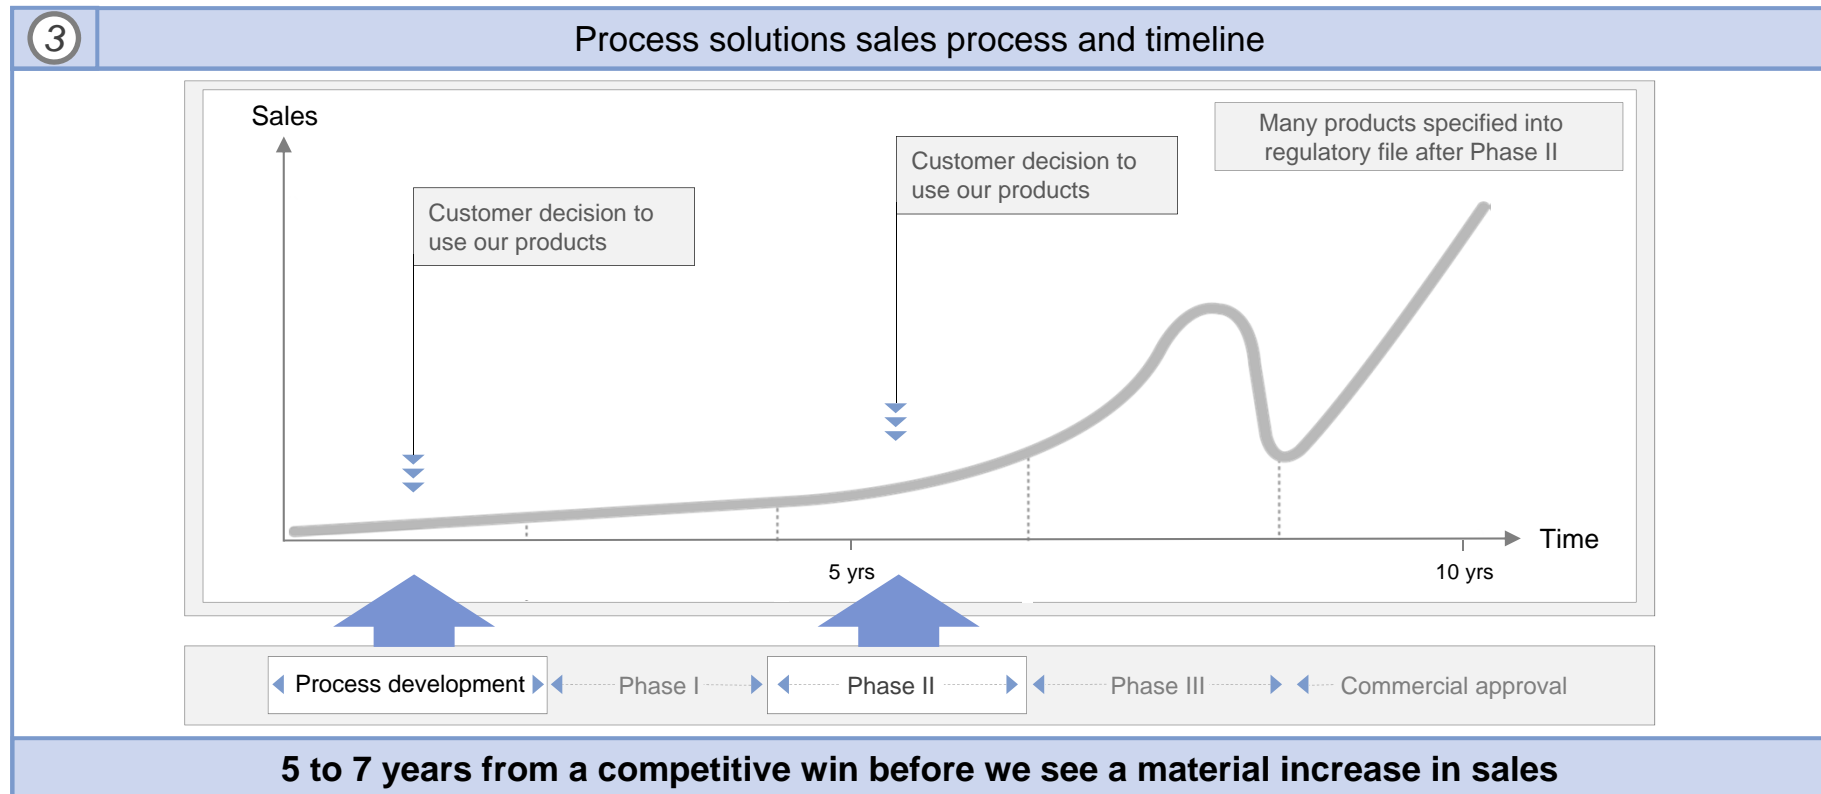 3
Process solutions sales process and timeline
Sales
Customer decision to
use our products
Customer decision to
use our products
Many products specified into
regulatory file after Phase II
Time
5 yrs
10 yrs
Process development
Phase I
Phase II
Phase III
Commercial approval
5 to 7 years from a competitive win before we see a material increase in sales